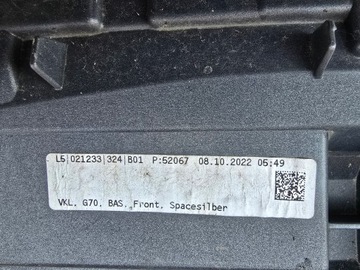 L5 021233 324 B01 P:52067 08.10.2022 05:49
VKL, G70, BAS, Front, Spacesilber